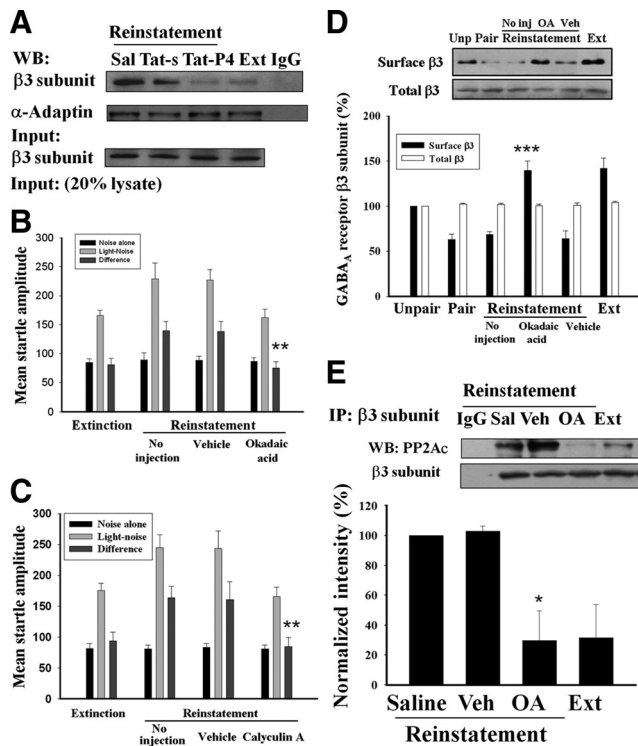 A
Reinstatement
WB: Sal Tat-s Tat-P4 Ext IgG
β3 subunit
α-Adaptin
Input:
β3 subunit
Input: (20% lysate)
B
300
250
200
150
100
50
0
Mean startle amplitude
Noise alone
Light-Noise
Difference
**
Extinction
Reinstatement
No injection
Vehicle
Okadaic acid
C
300
250
200
150
100
50
0
Mean startle amplitude
Noise alone
Light-noise
Difference
**
Extinction
Reinstatement
No injection
Vehicle
Calyculin A
D
No inj OA Veh
Unp Pair Reinstatement Ext
Surface β3
Total β3
200
150
100
50
0
GABAA receptor β3 subunit (%)
Surface β3
Total β3
***
Unpair Pair Reinstatement Ext
No injection
Okadaic acid
Vehicle
E
Reinstatement
IP: β3 subunit IgG Sal Veh OA Ext
WB: PP2Ac
β3 subunit
120
100
80
60
40
20
0
Normalized intensity (%)
*
Saline Veh OA Ext
Reinstatement